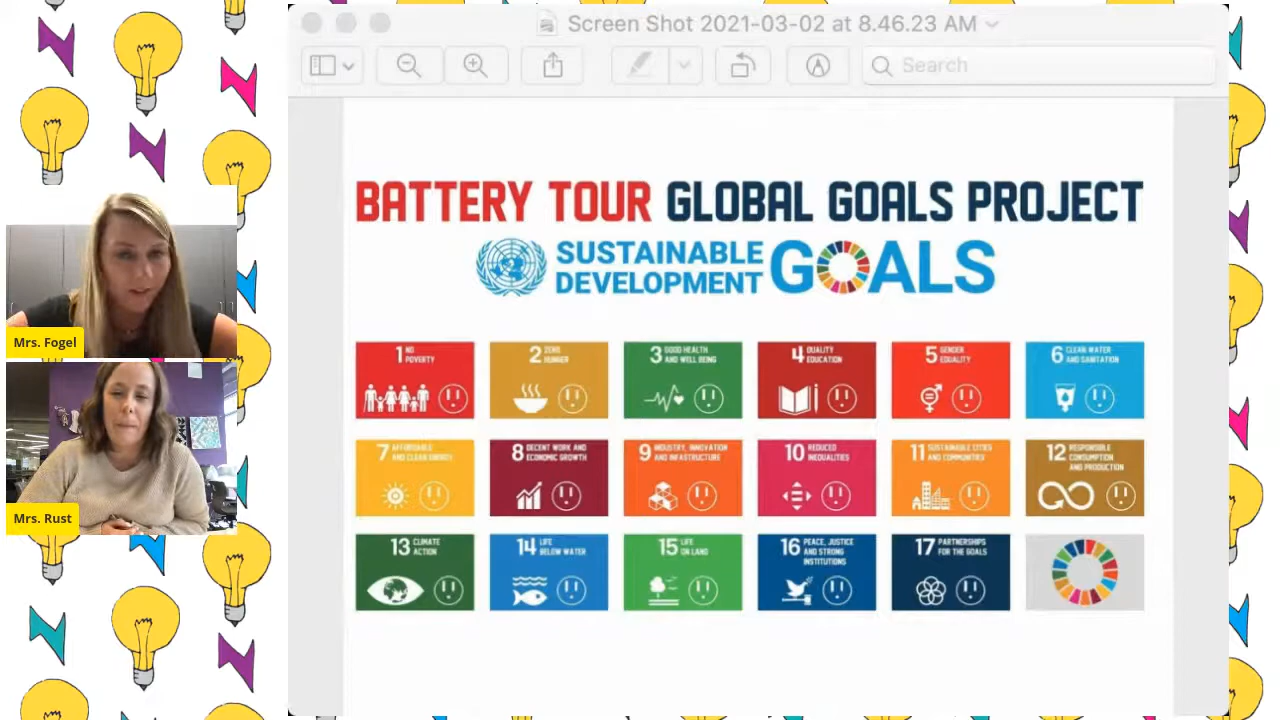 Screen Shot 2021-03-02 at 8.46.23 AM
Search
BATTERY TOUR GLOBAL GOALS PROJECT
SUSTAINABLE
DEVELOPMENT
GOALS
1 NO
POVERTY
2 ZERO
HUNGER
3 GOOD HEALTH
AND WELL BEING
4 QUALITY
EDUCATION
5 GENDER
EQUALITY
6 CLEAN WATER
AND SANITATION
7 AFFORDABLE
AND CLEAN ENERGY
8 DECENT WORK AND
ECONOMIC GROWTH
9 INDUSTRY, INNOVATION
AND INFASTRUCTURE
10 REDUCED
INEQUALITIES
11 SUSTAINABLE CITIES
AND COMMUNITIES
12 RESPONSIBLE
CONSUMPTION
AND PRODUCTION
13 CLIMATE
ACTION
14 LIFE
BELOW WATER
15 LIFE
ON LAND
16 PEACE, JUSTICE
AND STRONG
INSTITUTIONS
17 PARTNERSHIPS
FOR THE GOALS
Mrs. Fogel
Mrs. Rust